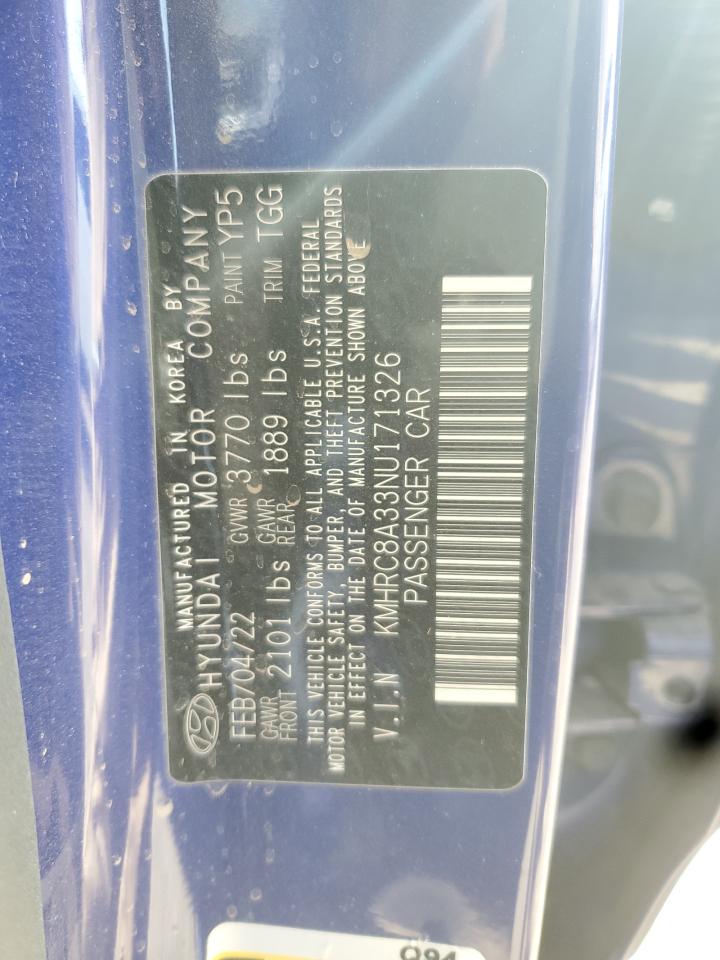 MANUFACTURED IN KOREA BY
HYUNDAI MOTOR COMPANY
FEB/04/22 GVWR 3770 lbs PAINT YP5
GAWR FRONT 2101 lbs GAWR REAR 1889 lbs TRIM TGG
THIS VEHICLE CONFORMS TO ALL APPLICABLE U.S.A. FEDERAL
MOTOR VEHICLE SAFETY, BUMPER, AND THEFT PREVENTION STANDARDS
IN EFFECT ON THE DATE OF MANUFACTURE SHOWN ABOVE
V.I.N KMHRC8A33NU171326
PASSENGER CAR
Q94